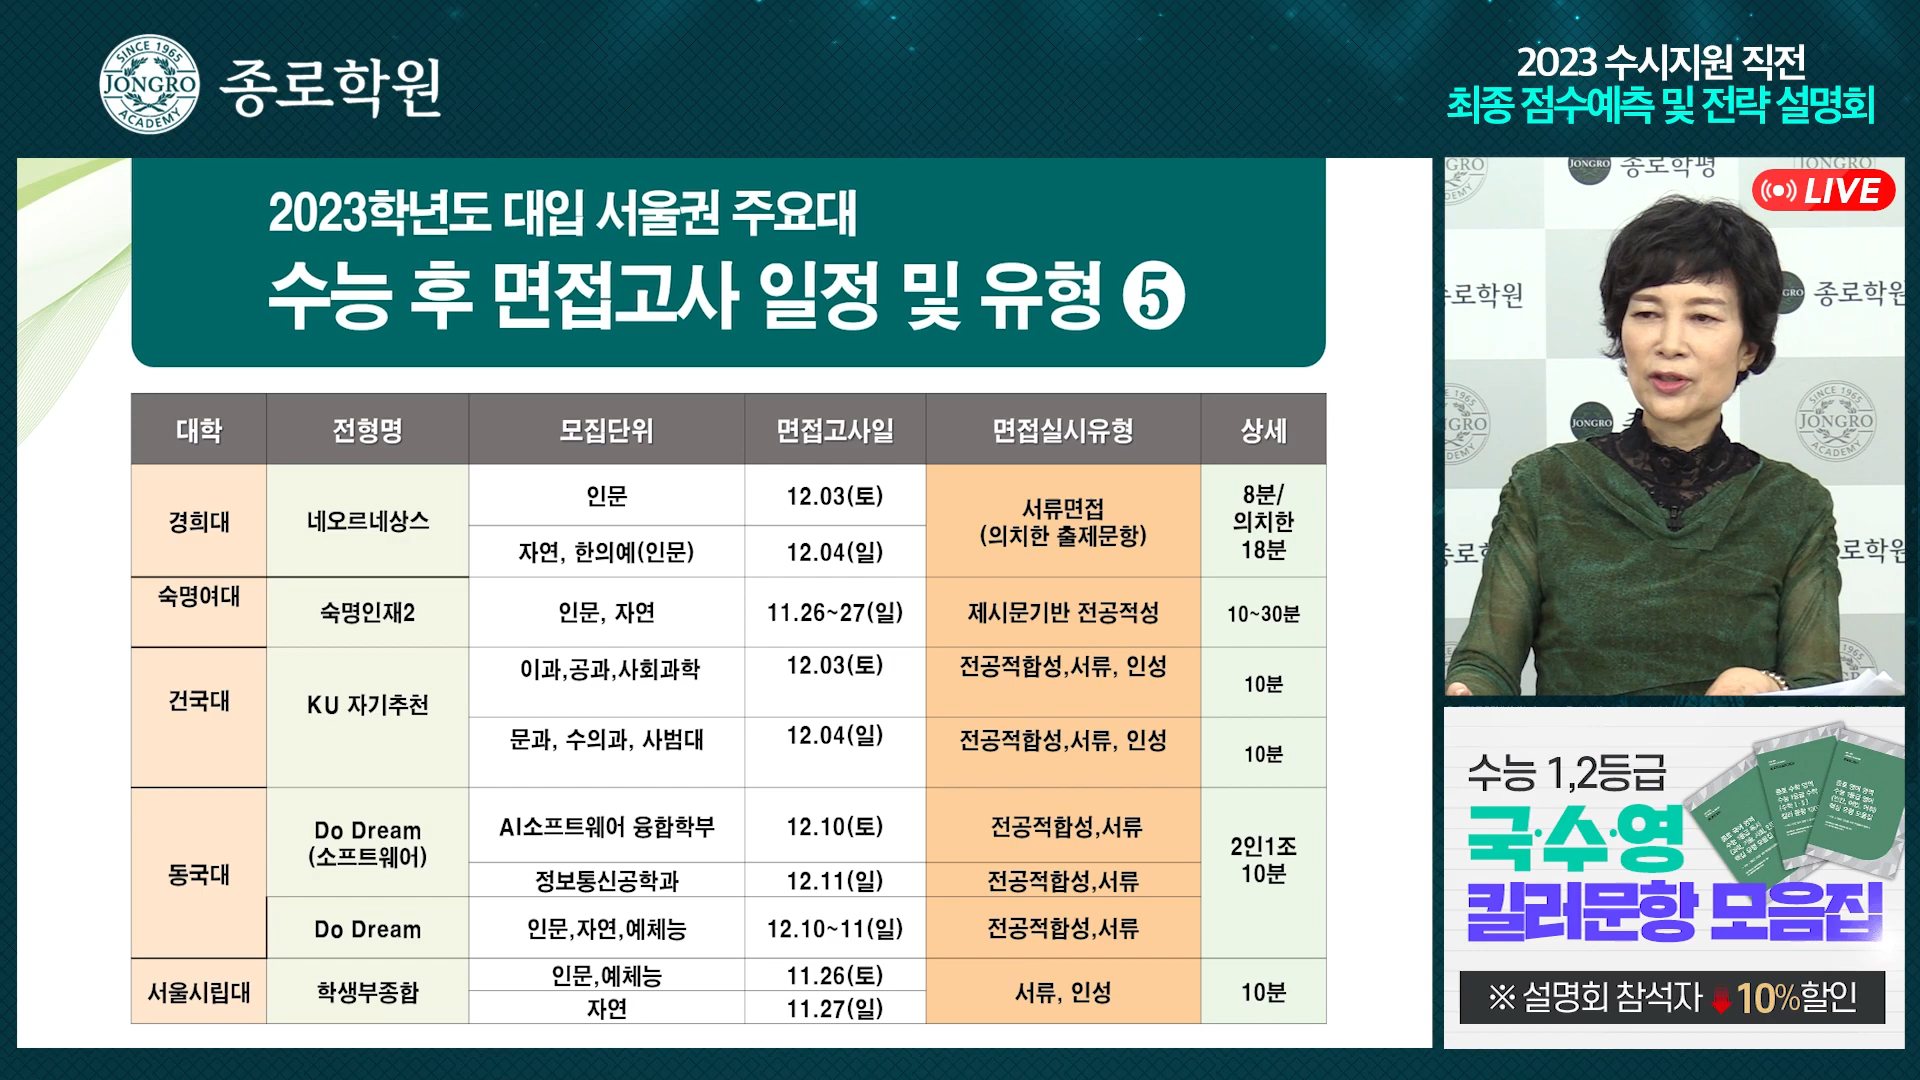 SINCE 1965
JONGRO
ACADEMY
종로학원
2023 수시지원 직전
최종 점수예측 및 전략 설명회
2023학년도 대입 서울권 주요대
수능 후 면접고사 일정 및 유형 ❺
대학 전형명 모집단위 면접고사일 면접실시유형 상세
경희대 네오르네상스 인문 12.03(토) 서류면접 (의치한 출제문항) 8분/ 의치한 18분
자연, 한의예(인문) 12.04(일)
숙명여대 숙명인재2 인문, 자연 11.26~27(일) 제시문기반 전공적성 10~30분
건국대 KU 자기추천 이과,공과,사회과학 12.03(토) 전공적합성,서류, 인성 10분
문과, 수의과, 사범대 12.04(일) 전공적합성,서류, 인성 10분
동국대 Do Dream (소프트웨어) AI소프트웨어 융합학부 12.10(토) 전공적합성,서류 2인1조 10분
정보통신공학과 12.11(일) 전공적합성,서류
Do Dream 인문,자연,예체능 12.10~11(일) 전공적합성,서류
서울시립대 학생부종합 인문,예체능 11.26(토) 서류, 인성 10분
자연 11.27(일)
LIVE
JONGRO 종로학평
종로학원
JONGRO
SINCE 1965
JONGRO
ACADEMY
수능 1,2등급
국·수·영
킬러문항 모음집
※ 설명회 참석자 10%할인